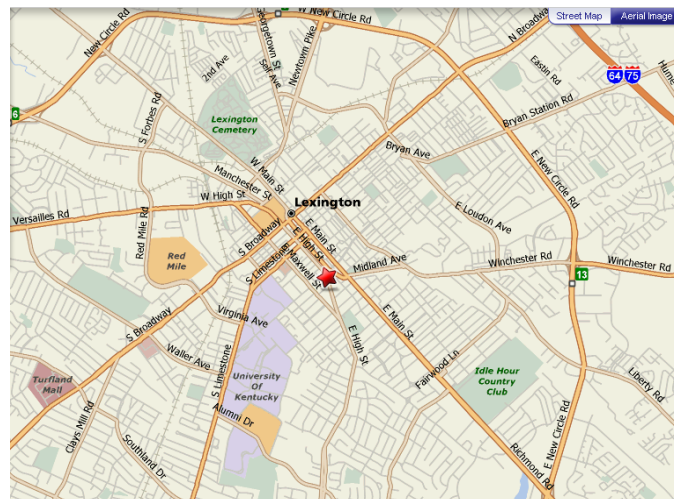 Street Map
Aerial Image
W New Circle Rd
New Circle Rd
Georgetown St
Newtown Pike
N Broadway
2nd Ave
Self Ave
Eastin Rd
64
75
6
S Forbes Rd
Lexington
Cemetery
Bryan Station Rd
Bryan Ave
E New Circle Rd
W Main St
Manchester St
W High St
Lexington
E Loudon Ave
Versailles Rd
Red Mile Rd
S Broadway
E Main St
E High St
Red
Mile
S Limestone
E Maxwell St
Midland Ave
Winchester Rd
Winchester Rd
13
S Broadway
Virginia Ave
E Main St
E High St
Waller Ave
S Limestone
Fairwood Ln
Turfland
Mall
University
Of
Kentucky
Idle Hour
Country
Club
Liberty Rd
Clays Mill Rd
Alumni Dr
Southland Dr
Richmond Rd
E New Circle Rd